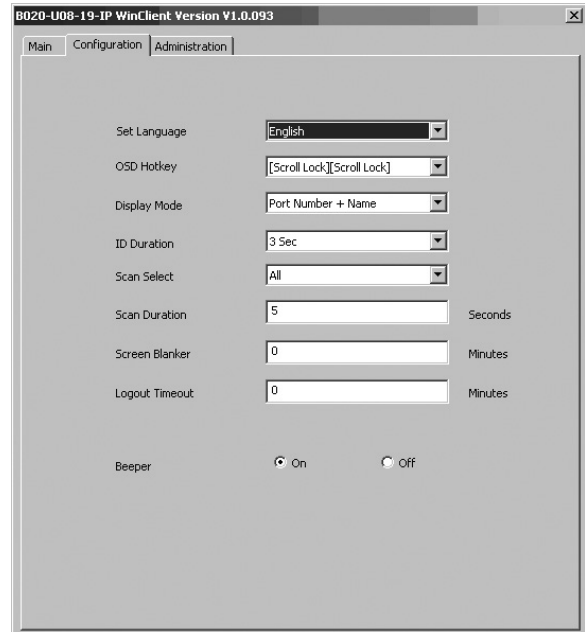 B020-U08-19-IP WinClient Version V1.0.093
Main Configuration Administration
Set Language English
OSD Hotkey [Scroll Lock][Scroll Lock]
Display Mode Port Number + Name
ID Duration 3 Sec
Scan Select All
Scan Duration 5 Seconds
Screen Blanker 0 Minutes
Logout Timeout 0 Minutes
Beeper On Off